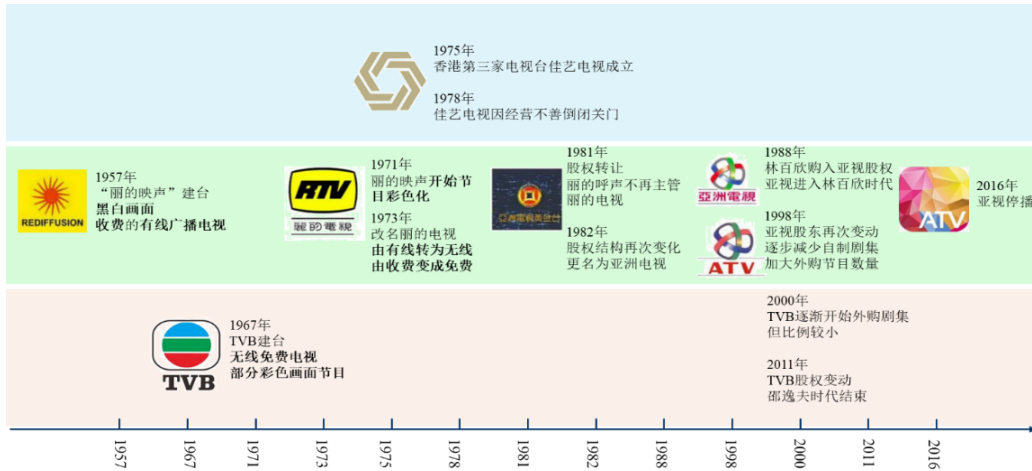 1975年
香港第三家电视台佳艺电视成立
1978年
佳艺电视因经营不善倒闭关门
REDIFFUSION
1957年
“丽的映声”建台
黑白画面
收费的有线广播电视
RTV
麗的電視
1971年
丽的映声开始节
目彩色化
1973年
改名丽的电视
由有线转为无线
由收费变成免费
1981年
股权转让
丽的呼声不再主管
丽的电视
1982年
股权结构再次变化
更名为亚洲电视
亞洲電視
ATV
1988年
林百欣购入亚视股权
亚视进入林百欣时代
1998年
亚视股东再次变动
逐步减少自制剧集
加大外购节目数量
ATV
2016年
亚视停播
TVB
1967年
TVB建台
无线免费电视
部分彩色画面节目
2000年
TVB逐渐开始外购剧集
但比例较小
2011年
TVB股权变动
邵逸夫时代结束
1957
1967
1971
1973
1975
1978
1981
1982
1988
1998
2000
2011
2016